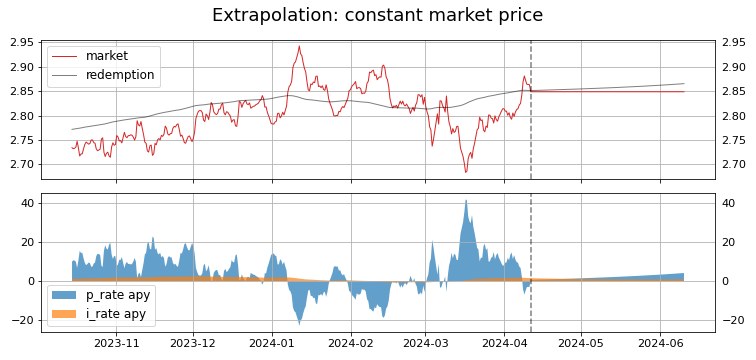 Extrapolation: constant market price
2.95 2.95
2.90 2.90
2.85 2.85
2.80 2.80
2.75 2.75
2.70 2.70
market
redemption
40 40
20 20
0 0
−20 −20
p_rate apy
i_rate apy
2023-11 2023-12 2024-01 2024-02 2024-03 2024-04 2024-05 2024-06